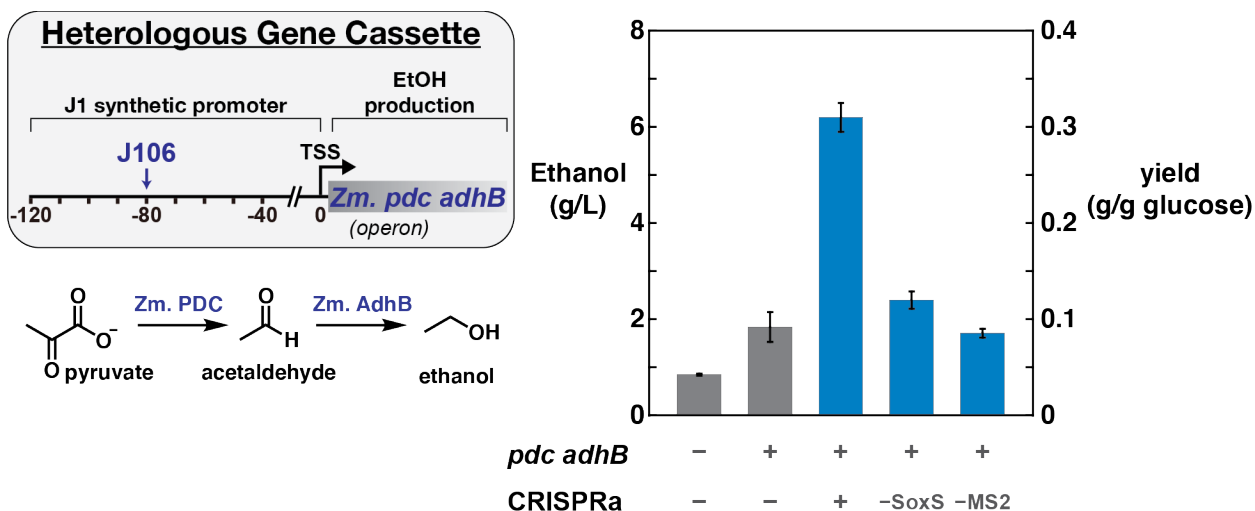 Heterologous Gene Cassette
J1 synthetic promoter
EtOH
production
J106
TSS
Zm. pdc adhB
-120
-80
-40
0
(operon)
Zm. PDC
Zm. AdhB
O
O⁻
O
pyruvate
O
H
acetaldehyde
OH
ethanol
8
6
4
2
0
Ethanol
(g/L)
0.4
0.3
0.2
0.1
0
yield
(g/g glucose)
pdc adhB − + + + +
CRISPRa − − + −SoxS −MS2